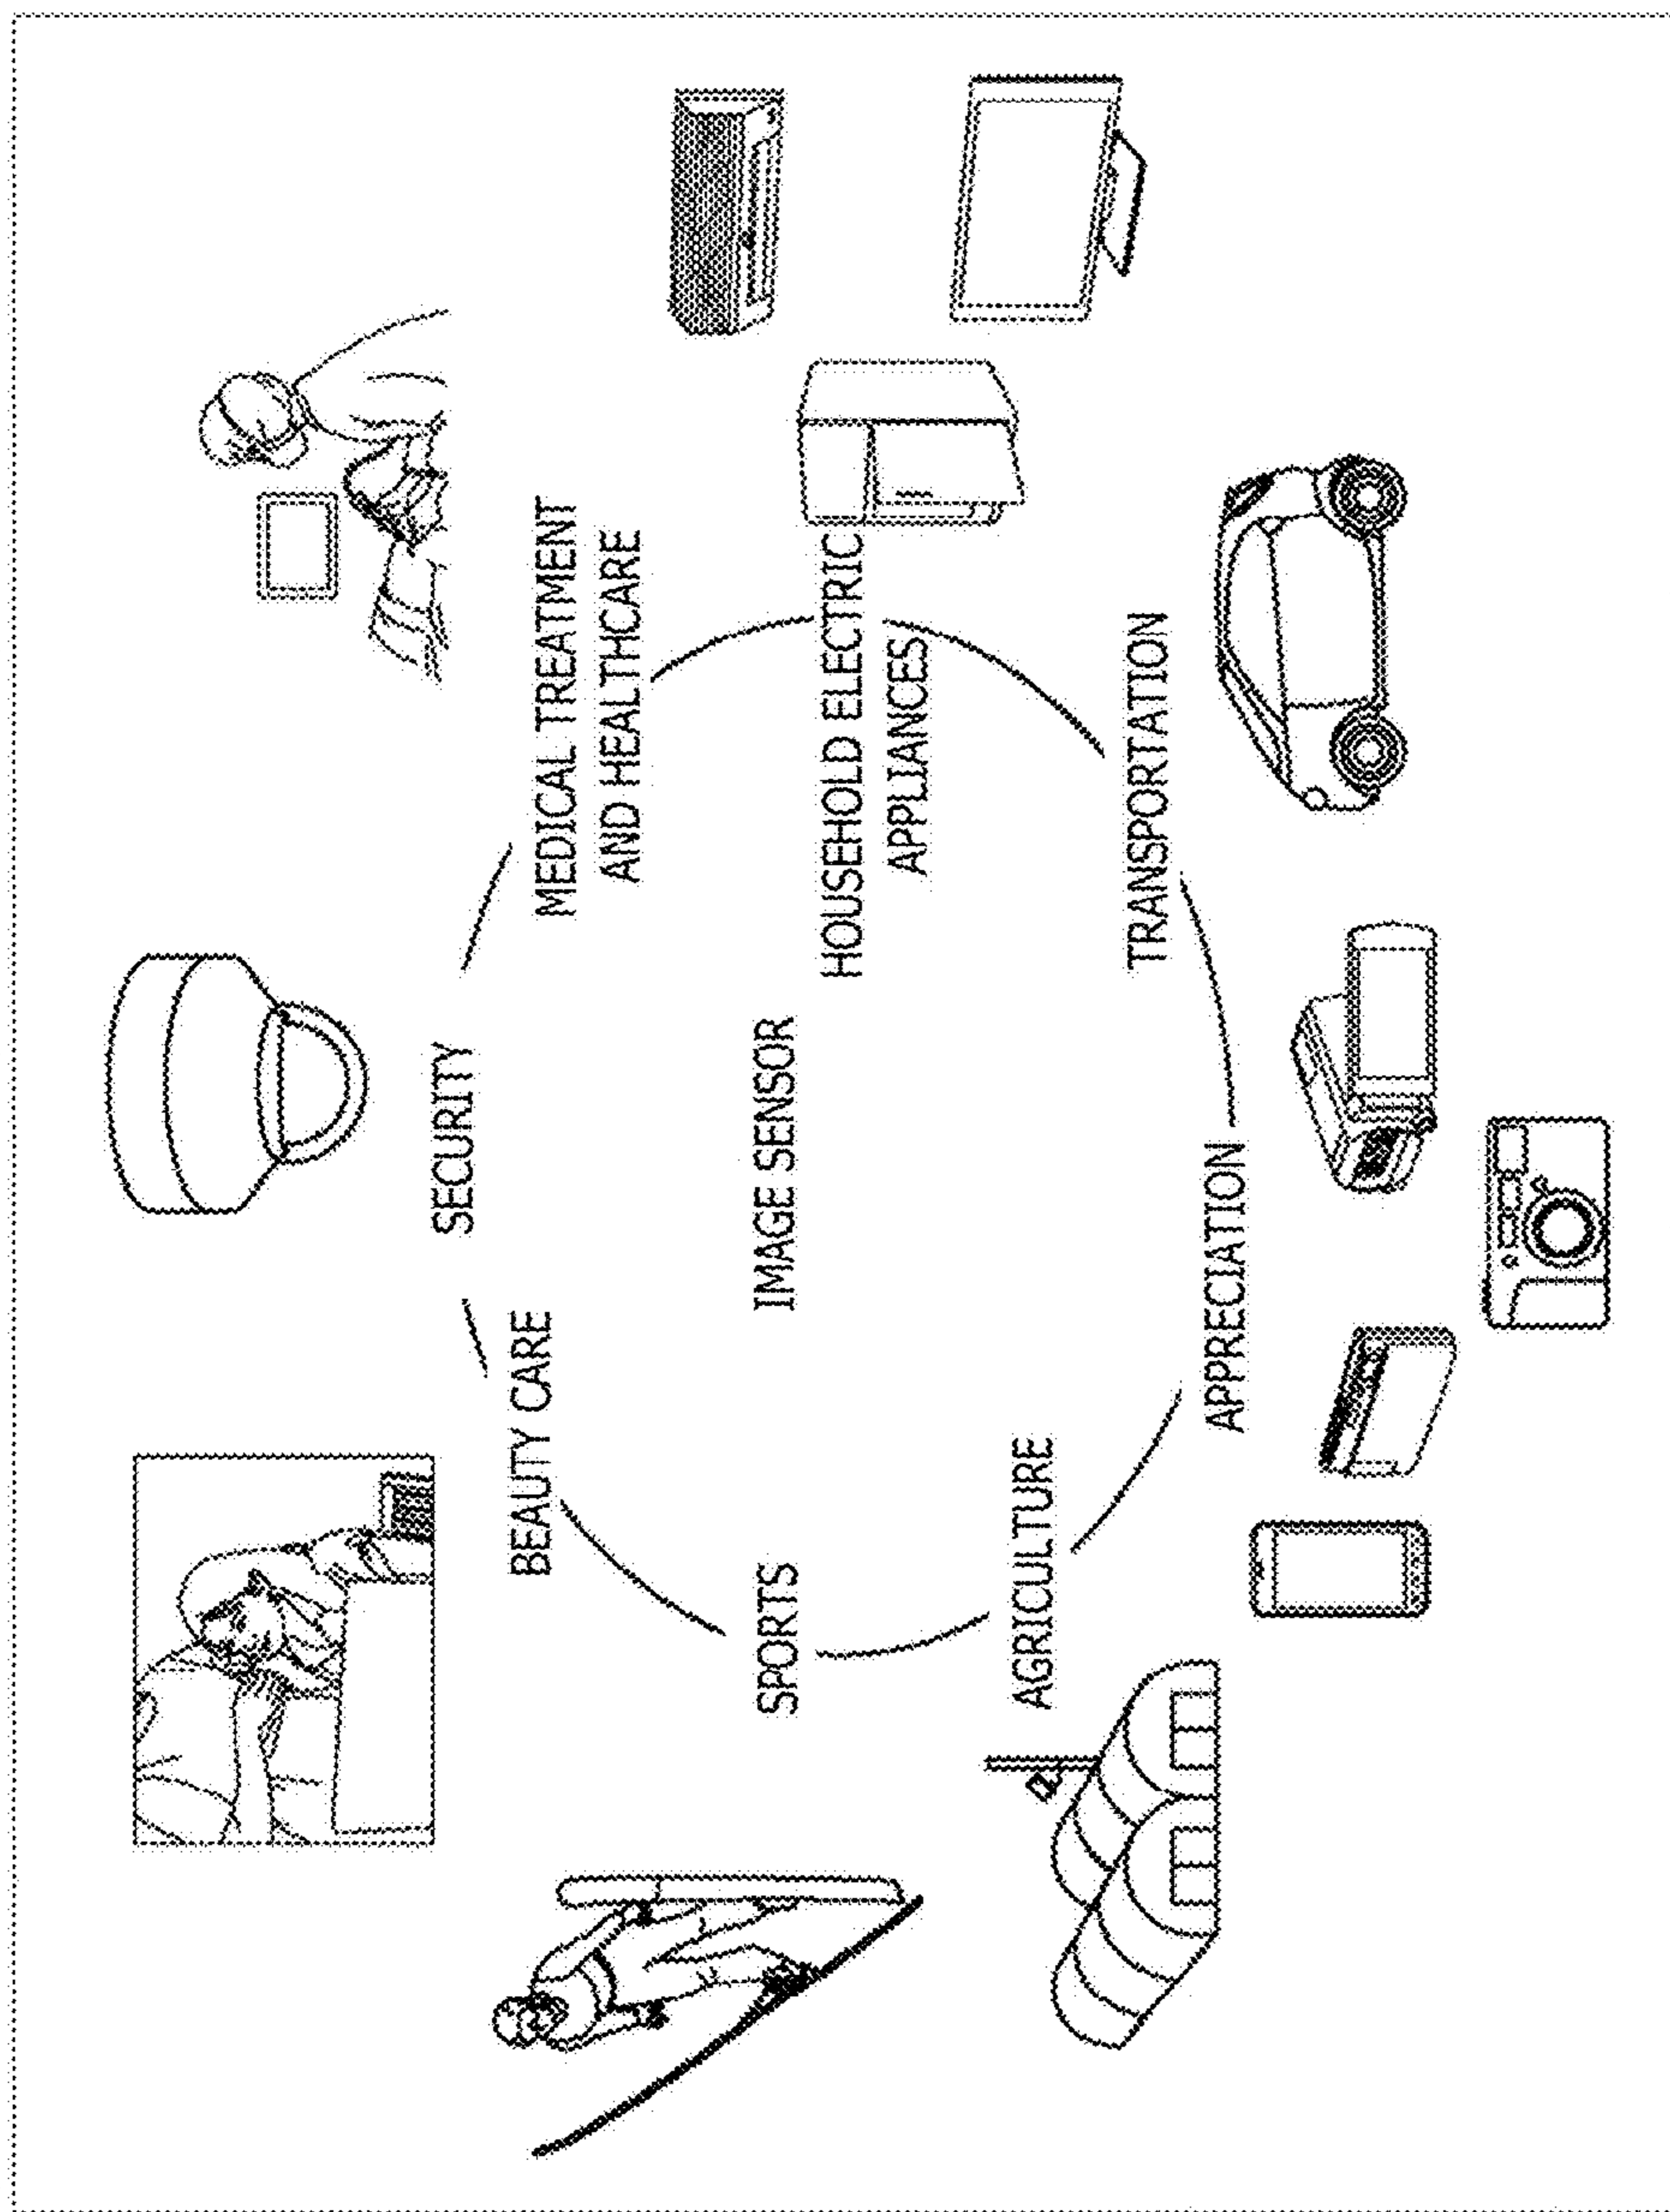 SECURITY
BEAUTY CARE
MEDICAL TREATMENT
AND HEALTHCARE
SPORTS
IMAGE SENSOR
HOUSEHOLD ELECTRIC
APPLIANCES
AGRICULTURE
TRANSPORTATION
APPRECIATION